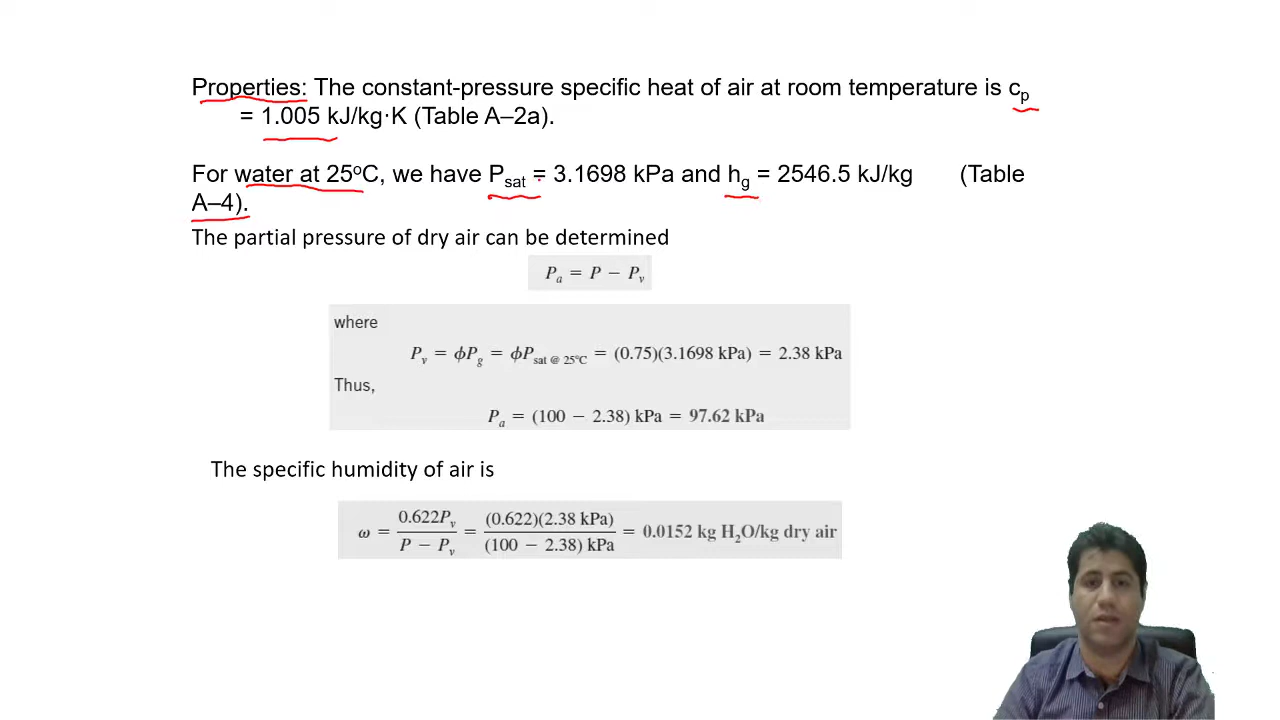 Properties: The constant-pressure specific heat of air at room temperature is cp
= 1.005 kJ/kg·K (Table A–2a).
For water at 25oC, we have Psat = 3.1698 kPa and hg = 2546.5 kJ/kg (Table
A–4).
The partial pressure of dry air can be determined
Pa = P − Pv
where
Pv = ϕPg = ϕPsat @ 25°C = (0.75)(3.1698 kPa) = 2.38 kPa
Thus,
Pa = (100 − 2.38) kPa = 97.62 kPa
The specific humidity of air is
ω = 0.622Pv / P − Pv = (0.622)(2.38 kPa) / (100 − 2.38) kPa = 0.0152 kg H2O/kg dry air